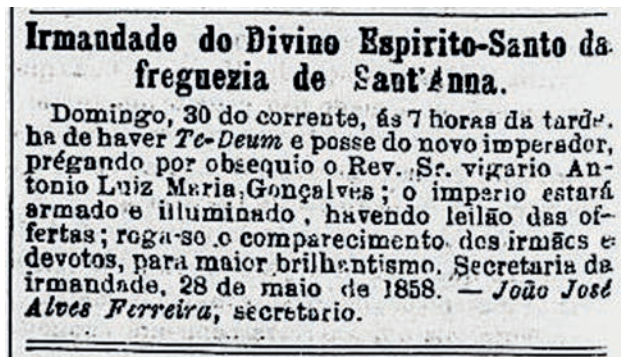 Irmandade do Divino Espirito-Santo da
freguezia de Sant'Anna.
Domingo, 30 do corrente, ás 7 horas da tarde,
ha de haver Te-Deum e posse do novo imperador,
prégando por obsequio o Rev. Sr. vigario An-
tonio Luiz Maria Gonçalves; o imperio estará
armado e illuminado, havendo leilão das of-
fertas; roga-se o comparecimento dos irmãos e
devotos, para maior brilhantismo. Secretaria da
irmandade, 28 de maio de 1858. — João José
Alves Ferreira, secretario.